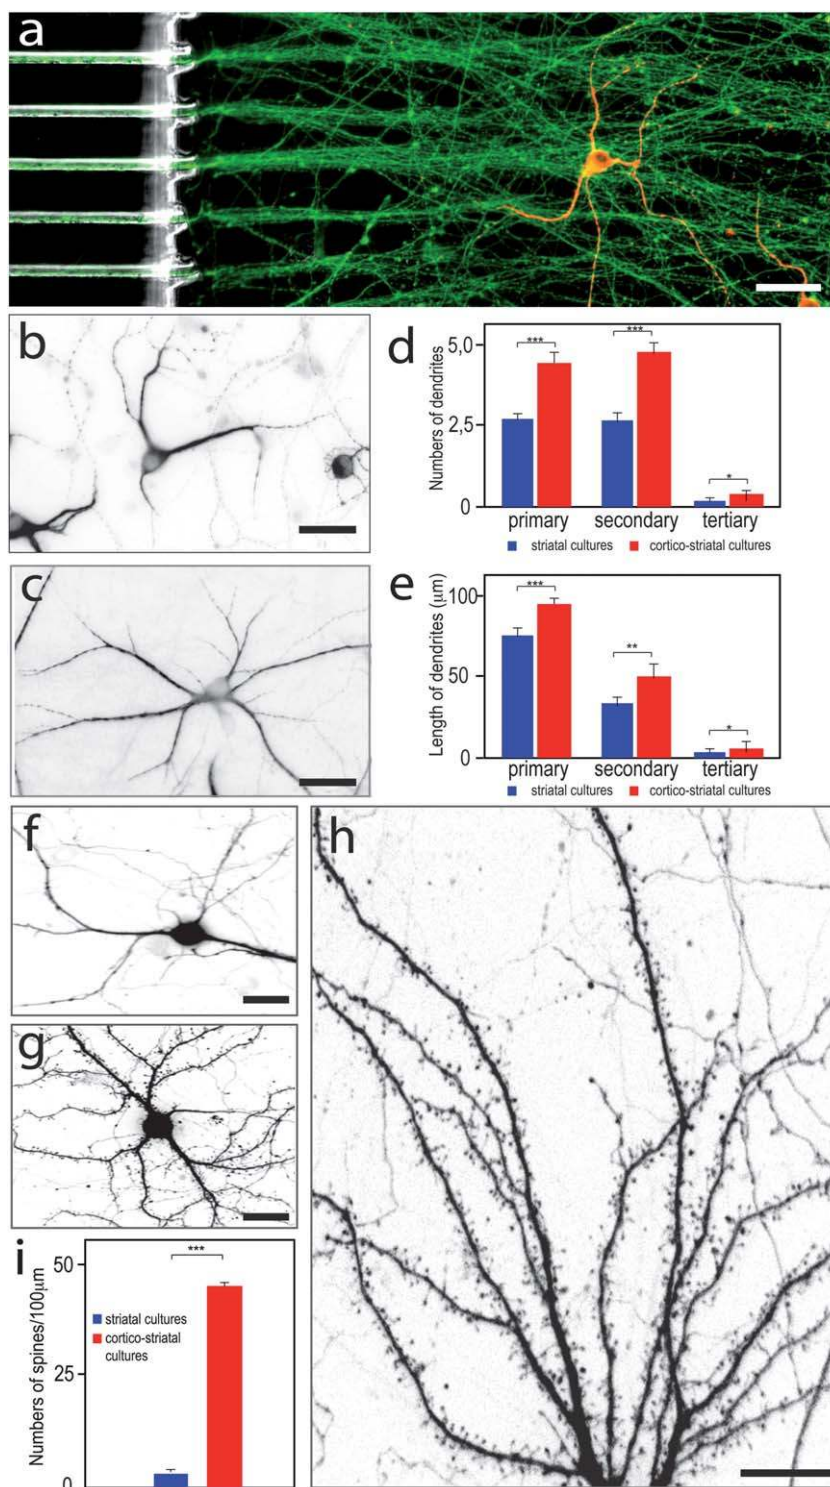 a
b
c
d
Numbers of dendrites
5,0
2,5
0
***
***
*
primary secondary tertiary
striatal cultures cortico-striatal cultures
e
Length of dendrites (μm)
100
50
0
***
**
*
primary secondary tertiary
striatal cultures cortico-striatal cultures
f
g
h
i
Numbers of spines/100μm
50
25
0
***
striatal cultures
cortico-striatal
cultures